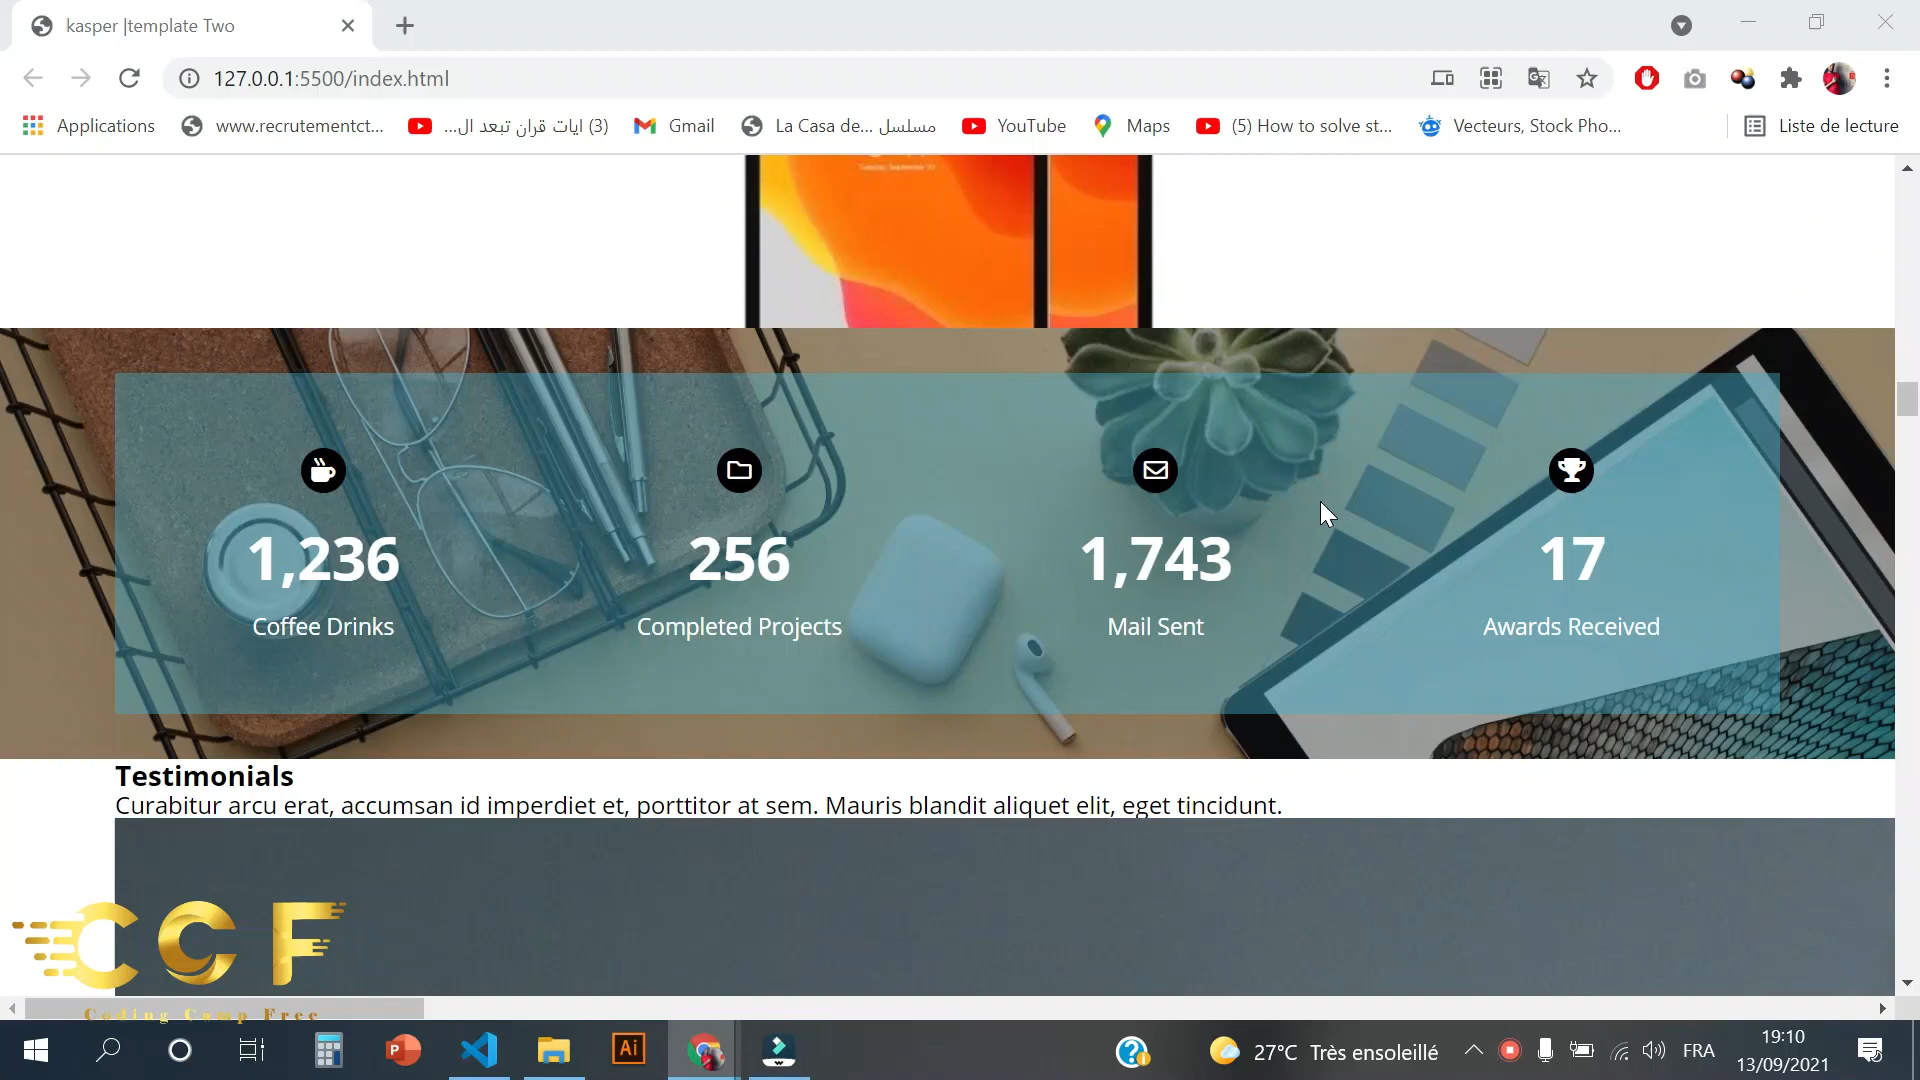 kasper |template Two
127.0.0.1:5500/index.html
Applications
www.recrutementct...
(3) ايات قران تبعد ال...
Gmail
La Casa de... مسلسل
YouTube
Maps
(5) How to solve st...
Vecteurs, Stock Pho...
Liste de lecture
1,236
256
1,743
17
Coffee Drinks
Completed Projects
Mail Sent
Awards Received
Testimonials
Curabitur arcu erat, accumsan id imperdiet et, porttitor at sem. Mauris blandit aliquet elit, eget tincidunt.
CCF
Coding Camp Free
P
Ai
27°C Très ensoleillé
FRA
19:10
13/09/2021